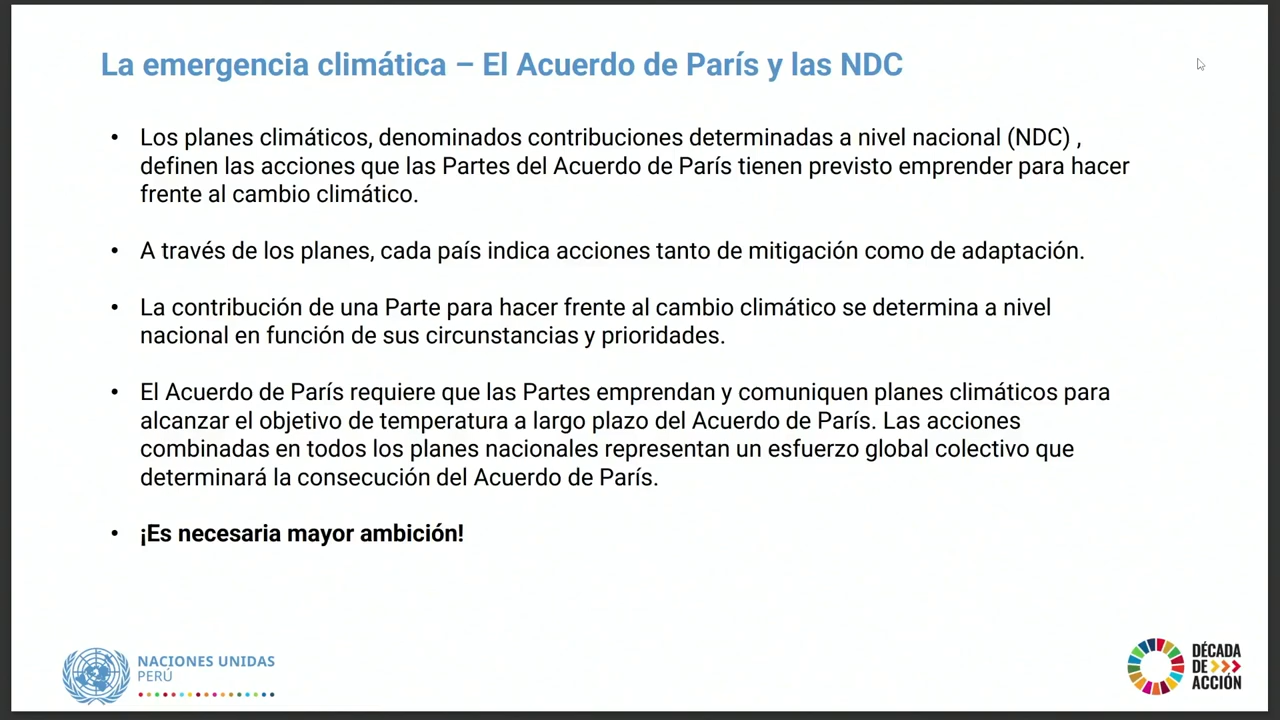 La emergencia climática – El Acuerdo de París y las NDC
• Los planes climáticos, denominados contribuciones determinadas a nivel nacional (NDC) ,
definen las acciones que las Partes del Acuerdo de París tienen previsto emprender para hacer
frente al cambio climático.
• A través de los planes, cada país indica acciones tanto de mitigación como de adaptación.
• La contribución de una Parte para hacer frente al cambio climático se determina a nivel
nacional en función de sus circunstancias y prioridades.
• El Acuerdo de París requiere que las Partes emprendan y comuniquen planes climáticos para
alcanzar el objetivo de temperatura a largo plazo del Acuerdo de París. Las acciones
combinadas en todos los planes nacionales representan un esfuerzo global colectivo que
determinará la consecución del Acuerdo de París.
• ¡Es necesaria mayor ambición!
NACIONES UNIDAS
PERÚ
DÉCADA
DE
ACCIÓN